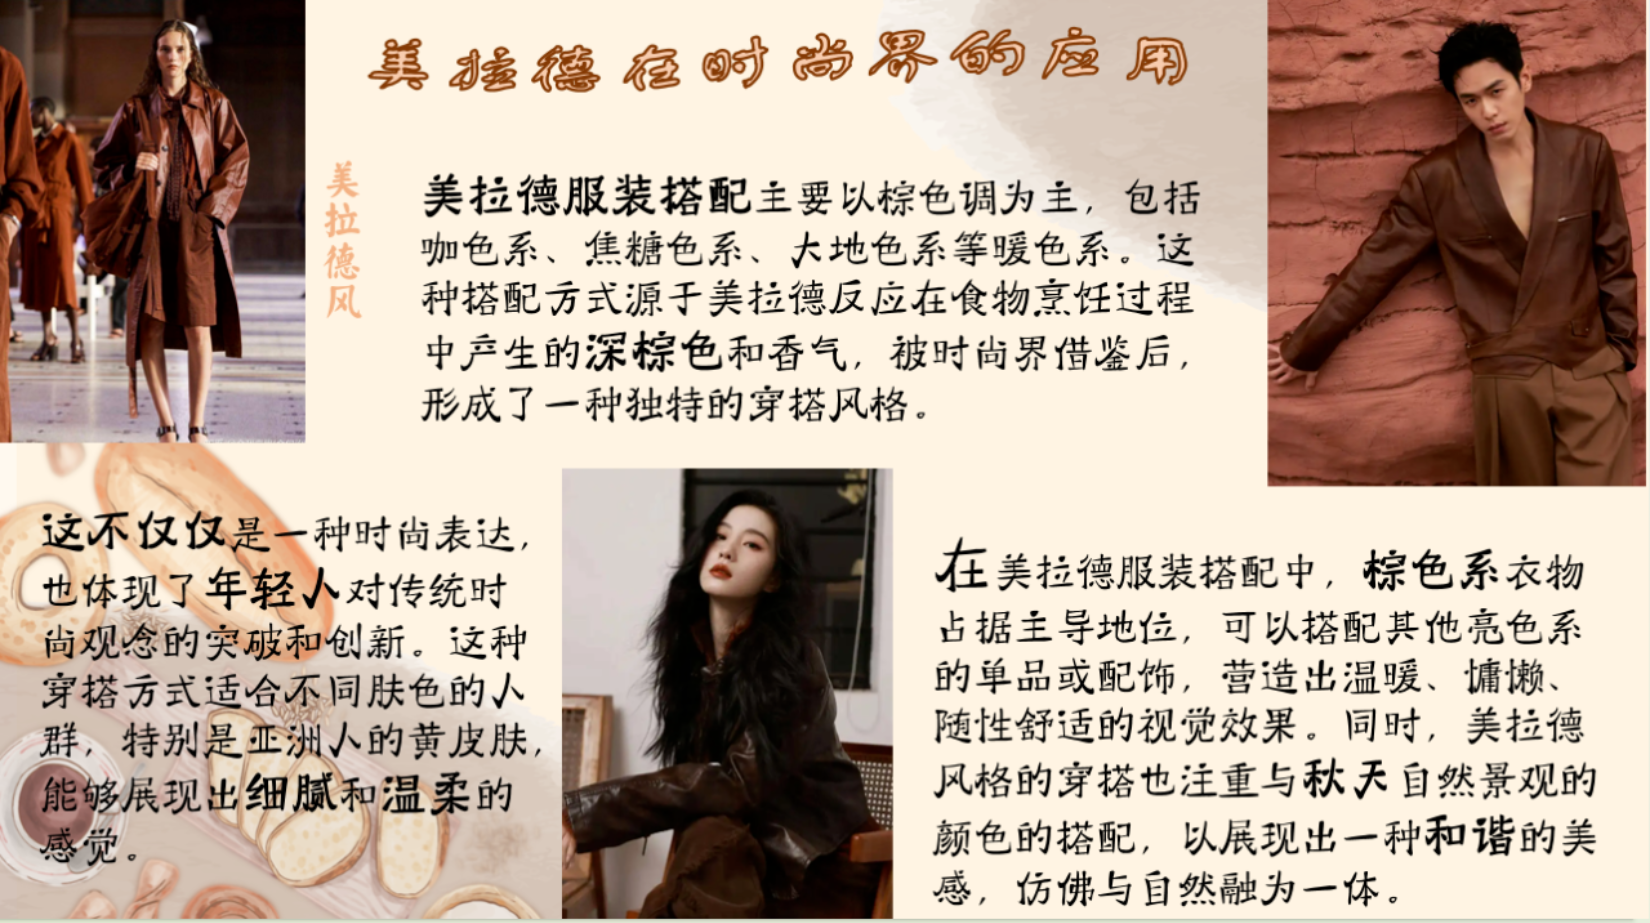 美拉德在时尚界的应用
美拉德风
美拉德服装搭配主要以棕色调为主，包括
咖色系、焦糖色系、大地色系等暖色系。这
种搭配方式源于美拉德反应在食物烹饪过程
中产生的深棕色和香气，被时尚界借鉴后，
形成了一种独特的穿搭风格。
这不仅仅是一种时尚表达，
也体现了年轻人对传统时
尚观念的突破和创新。这种
穿搭方式适合不同肤色的人
群，特别是亚洲人的黄皮肤，
能够展现出细腻和温柔的
感觉。
在美拉德服装搭配中，棕色系衣物
占据主导地位，可以搭配其他亮色系
的单品或配饰，营造出温暖、慵懒、
随性舒适的视觉效果。同时，美拉德
风格的穿搭也注重与秋天自然景观的
颜色的搭配，以展现出一种和谐的美
感，仿佛与自然融为一体。